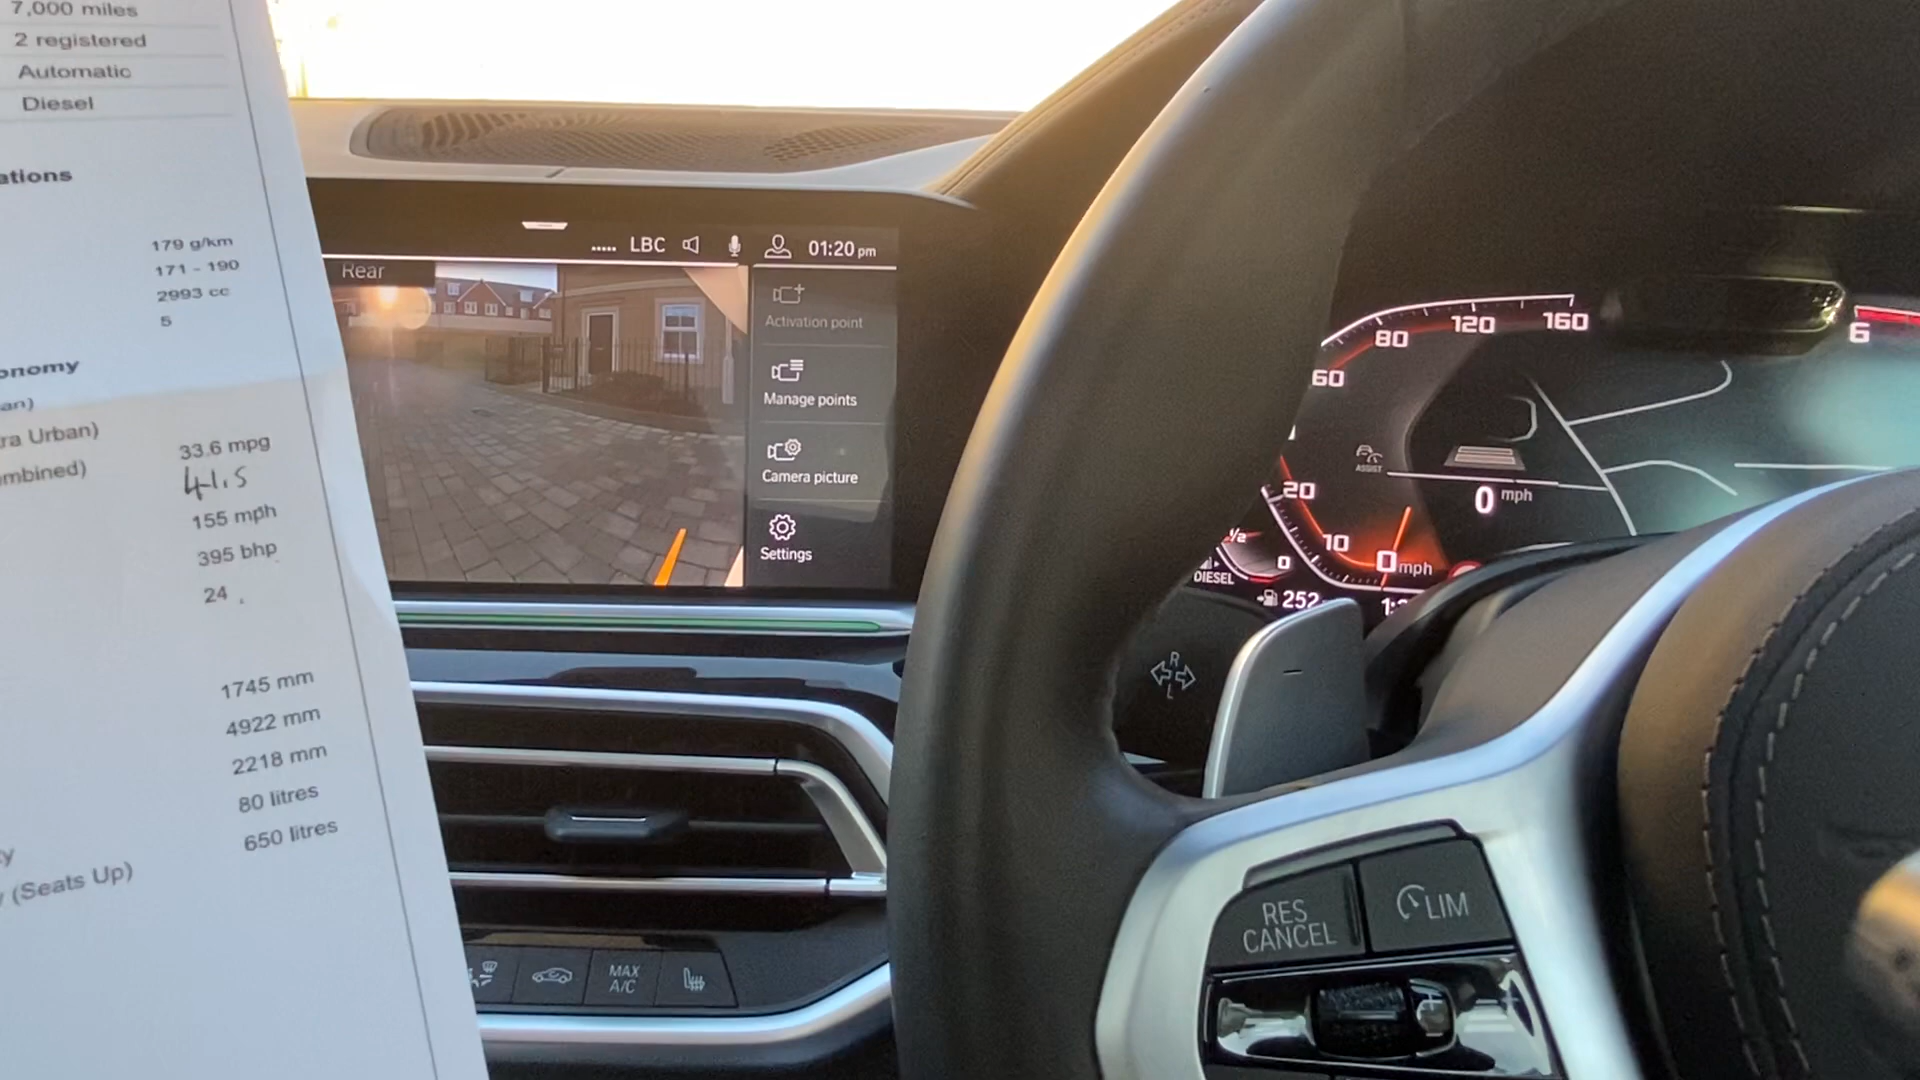 7,000 miles
2 registered
Automatic
Diesel
ations
179 g/km
171 - 190
2993 cc
5
onomy
an)
ra Urban)
33.6 mpg
mbined)
41.5
155 mph
395 bhp
24
1745 mm
4922 mm
2218 mm
80 litres
650 litres
y (Seats Up)
LBC
01:20 pm
Rear
Activation point
Manage points
Camera picture
Settings
MAX
A/C
R
L
160
120
80
60
20
10
0 mph
ASSIST
0 mph
6
1/2
0
DIESEL
252
RES
CANCEL
LIM